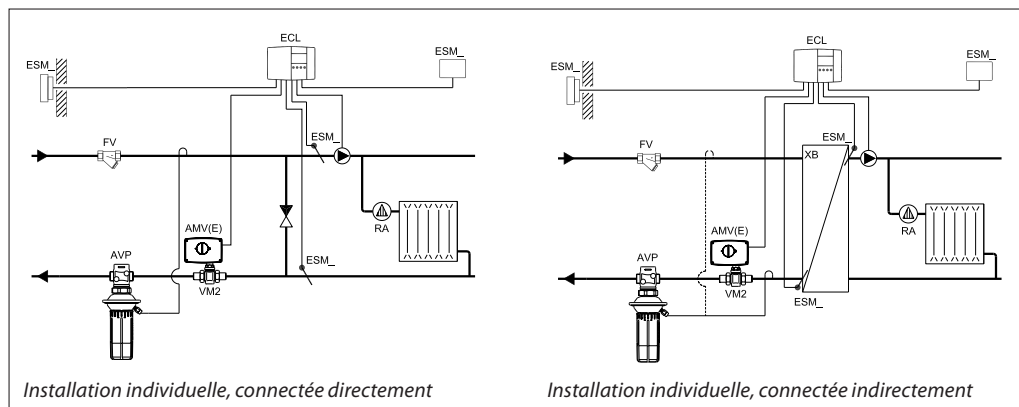 ECL
ESM_
ESM_
FV
ESM_
RA
AMV(E)
AVP
ESM_
VM2
Installation individuelle, connectée directement
ECL
ESM_
ESM_
ESM_
FV
XB
RA
AMV(E)
AVP
VM2
ESM_
Installation individuelle, connectée indirectement